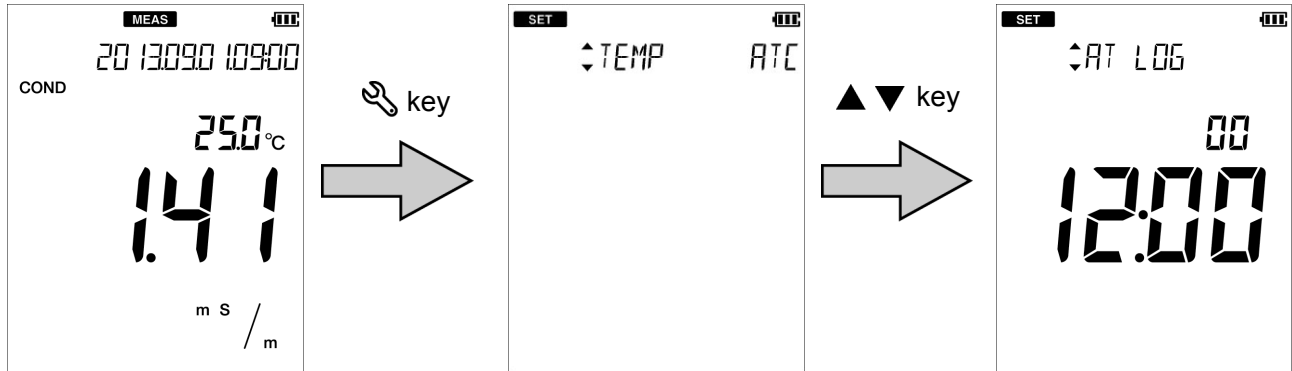 MEAS
2013.09.01.09:00
COND
25.0 °C
1.41
m S / m
key
SET
TEMP ATC
▲ ▼ key
SET
AT LOG
00
12:00